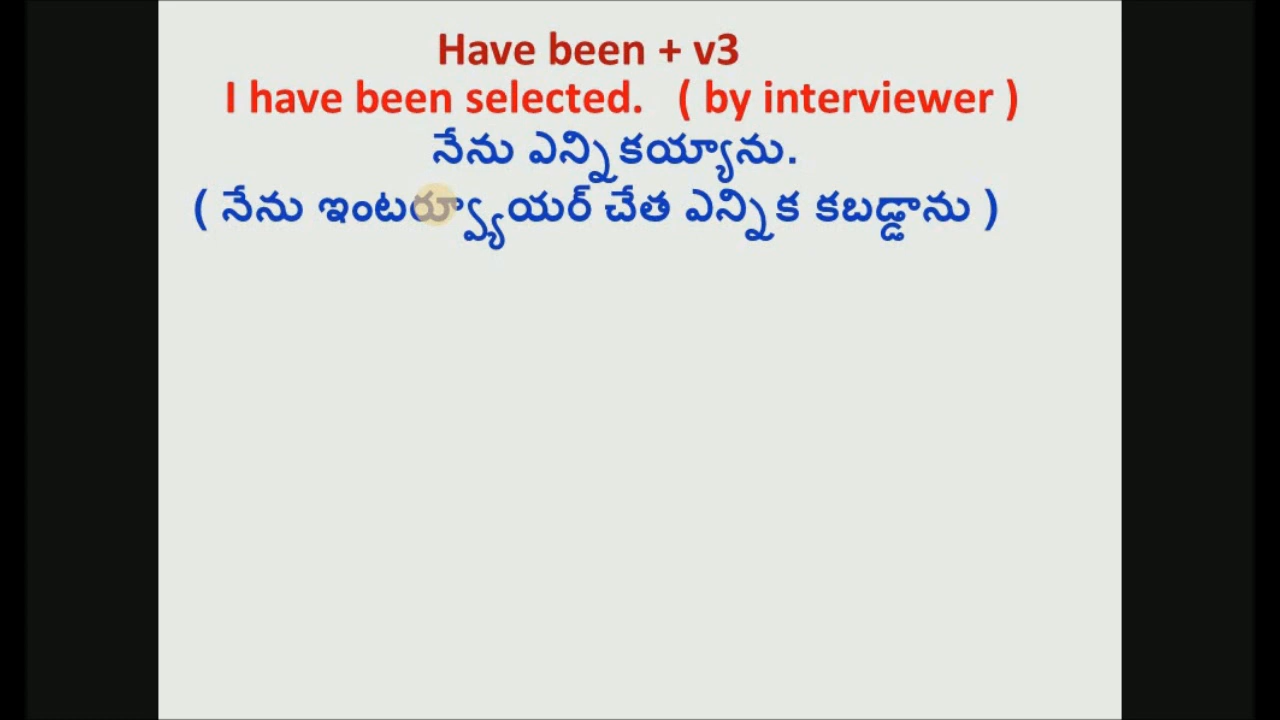 Have been + v3
I have been selected. ( by interviewer )
నేను ఎన్నికయ్యాను.
( నేను ఇంటర్వ్యూయర్ చేత ఎన్నిక కబడ్డాను )